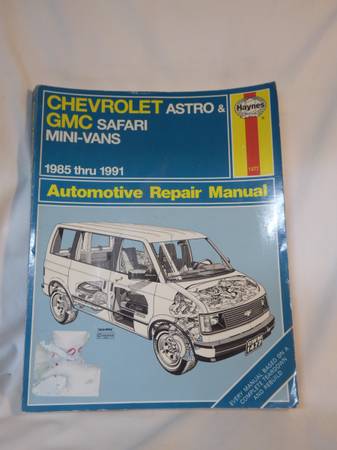 CHEVROLET ASTRO &
GMC SAFARI
MINI-VANS
Haynes
1985 thru 1991
Automotive Repair Manual
EVERY MANUAL BASED ON A
COMPLETE TEARDOWN
AND REBUILD